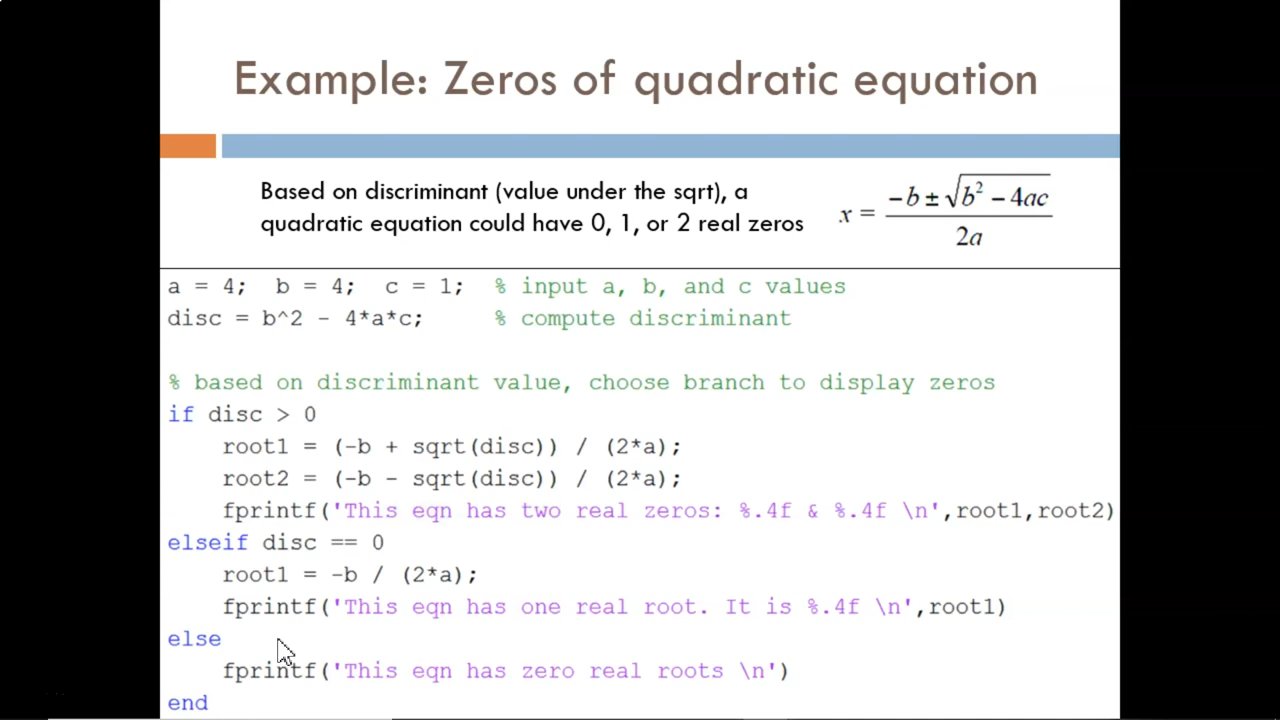 Example: Zeros of quadratic equation
Based on discriminant (value under the sqrt), a
quadratic equation could have 0, 1, or 2 real zeros
x = (-b ± √(b² - 4ac)) / 2a
a = 4;  b = 4;  c = 1;  % input a, b, and c values
disc = b^2 - 4*a*c;     % compute discriminant
% based on discriminant value, choose branch to display zeros
if disc > 0
    root1 = (-b + sqrt(disc)) / (2*a);
    root2 = (-b - sqrt(disc)) / (2*a);
    fprintf('This eqn has two real zeros: %.4f & %.4f \n',root1,root2)
elseif disc == 0
    root1 = -b / (2*a);
    fprintf('This eqn has one real root. It is %.4f \n',root1)
else
    fprintf('This eqn has zero real roots \n')
end